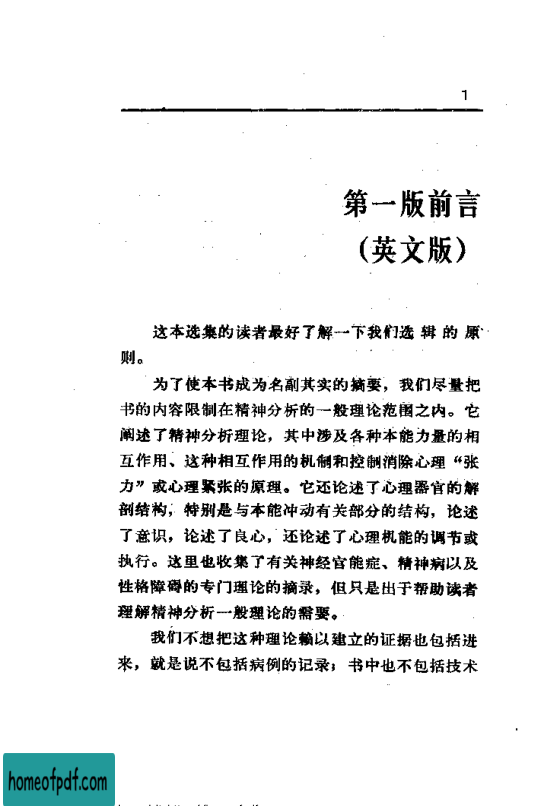 1
第一版前言
（英文版）
这本选集的读者最好了解一下我们选辑的原
则。
为了使本书成为名副其实的摘要，我们尽量把
书的内容限制在精神分析的一般理论范围之内。它
阐述了精神分析理论，其中涉及各种本能力量的相
互作用、这种相互作用的机制和控制消除心理“张
力”或心理紧张的原理。它还论述了心理器官的解
剖结构，特别是与本能冲动有关部分的结构，论述
了意识，论述了良心，还论述了心理机能的调节或
执行。这里也收集了有关神经官能症、精神病以及
性格障碍的专门理论的摘录，但只是出于帮助读者
理解精神分析一般理论的需要。
我们不想把这种理论赖以建立的证据也包括进
来，就是说不包括病例的记录；书中也不包括技术
homeofpdf.com